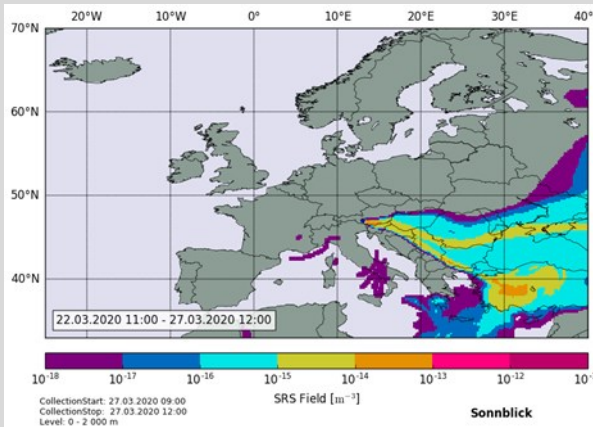 20°W 10°W 0° 10°E 20°E 30°E 40°
70°N
60°N
50°N
40°N
22.03.2020 11:00 - 27.03.2020 12:00
10⁻¹⁸ 10⁻¹⁷ 10⁻¹⁶ 10⁻¹⁵ 10⁻¹⁴ 10⁻¹³ 10⁻¹² 10⁻
SRS Field [m⁻³]
CollectionStart: 27.03.2020 09:00
CollectionStop: 27.03.2020 12:00
Level: 0 - 2 000 m
Sonnblick